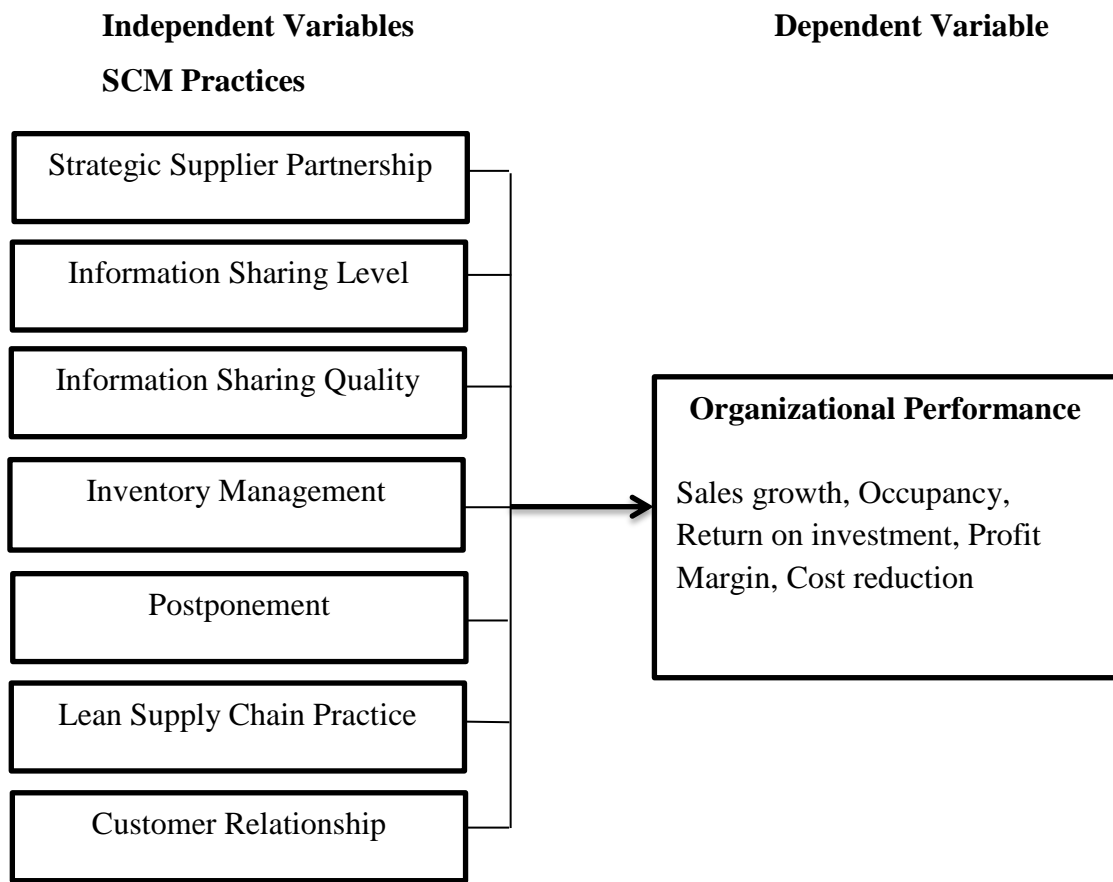 Independent Variables
Dependent Variable
SCM Practices
Strategic Supplier Partnership
Information Sharing Level
Information Sharing Quality
Inventory Management
Postponement
Lean Supply Chain Practice
Customer Relationship
Organizational Performance
Sales growth, Occupancy,
Return on investment, Profit
Margin, Cost reduction